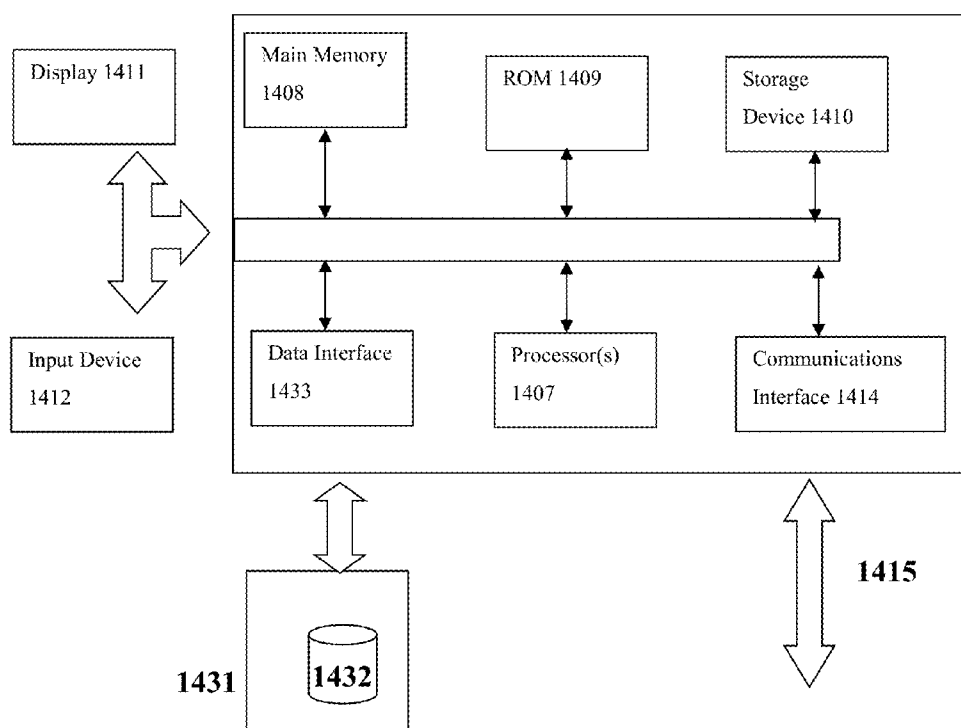 Display 1411
Main Memory
1408
ROM 1409
Storage
Device 1410
Input Device
1412
Data Interface
1433
Processor(s)
1407
Communications
Interface 1414
1415
1431
1432